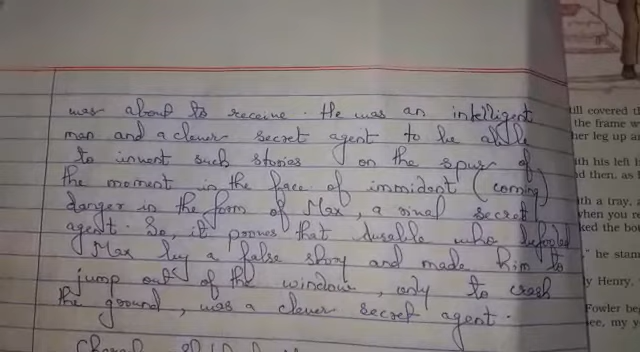 was about to receive. He was an intelligent
man and a clever secret agent to be able
to invent such stories on the spur of
the moment in the face of immident (coming)
danger in the form of Max, a rival secret
agent. So, it proves that Ausable who befooled
Max by a false story and made him to
jump out of the window, only to crash
the ground, was a clever secret agent.
till covered
the frame w
her leg up a
th his left
d then, as
th a tray,
when you
ked the bo
he stam
y Henry.
Fowler be
ee, my y